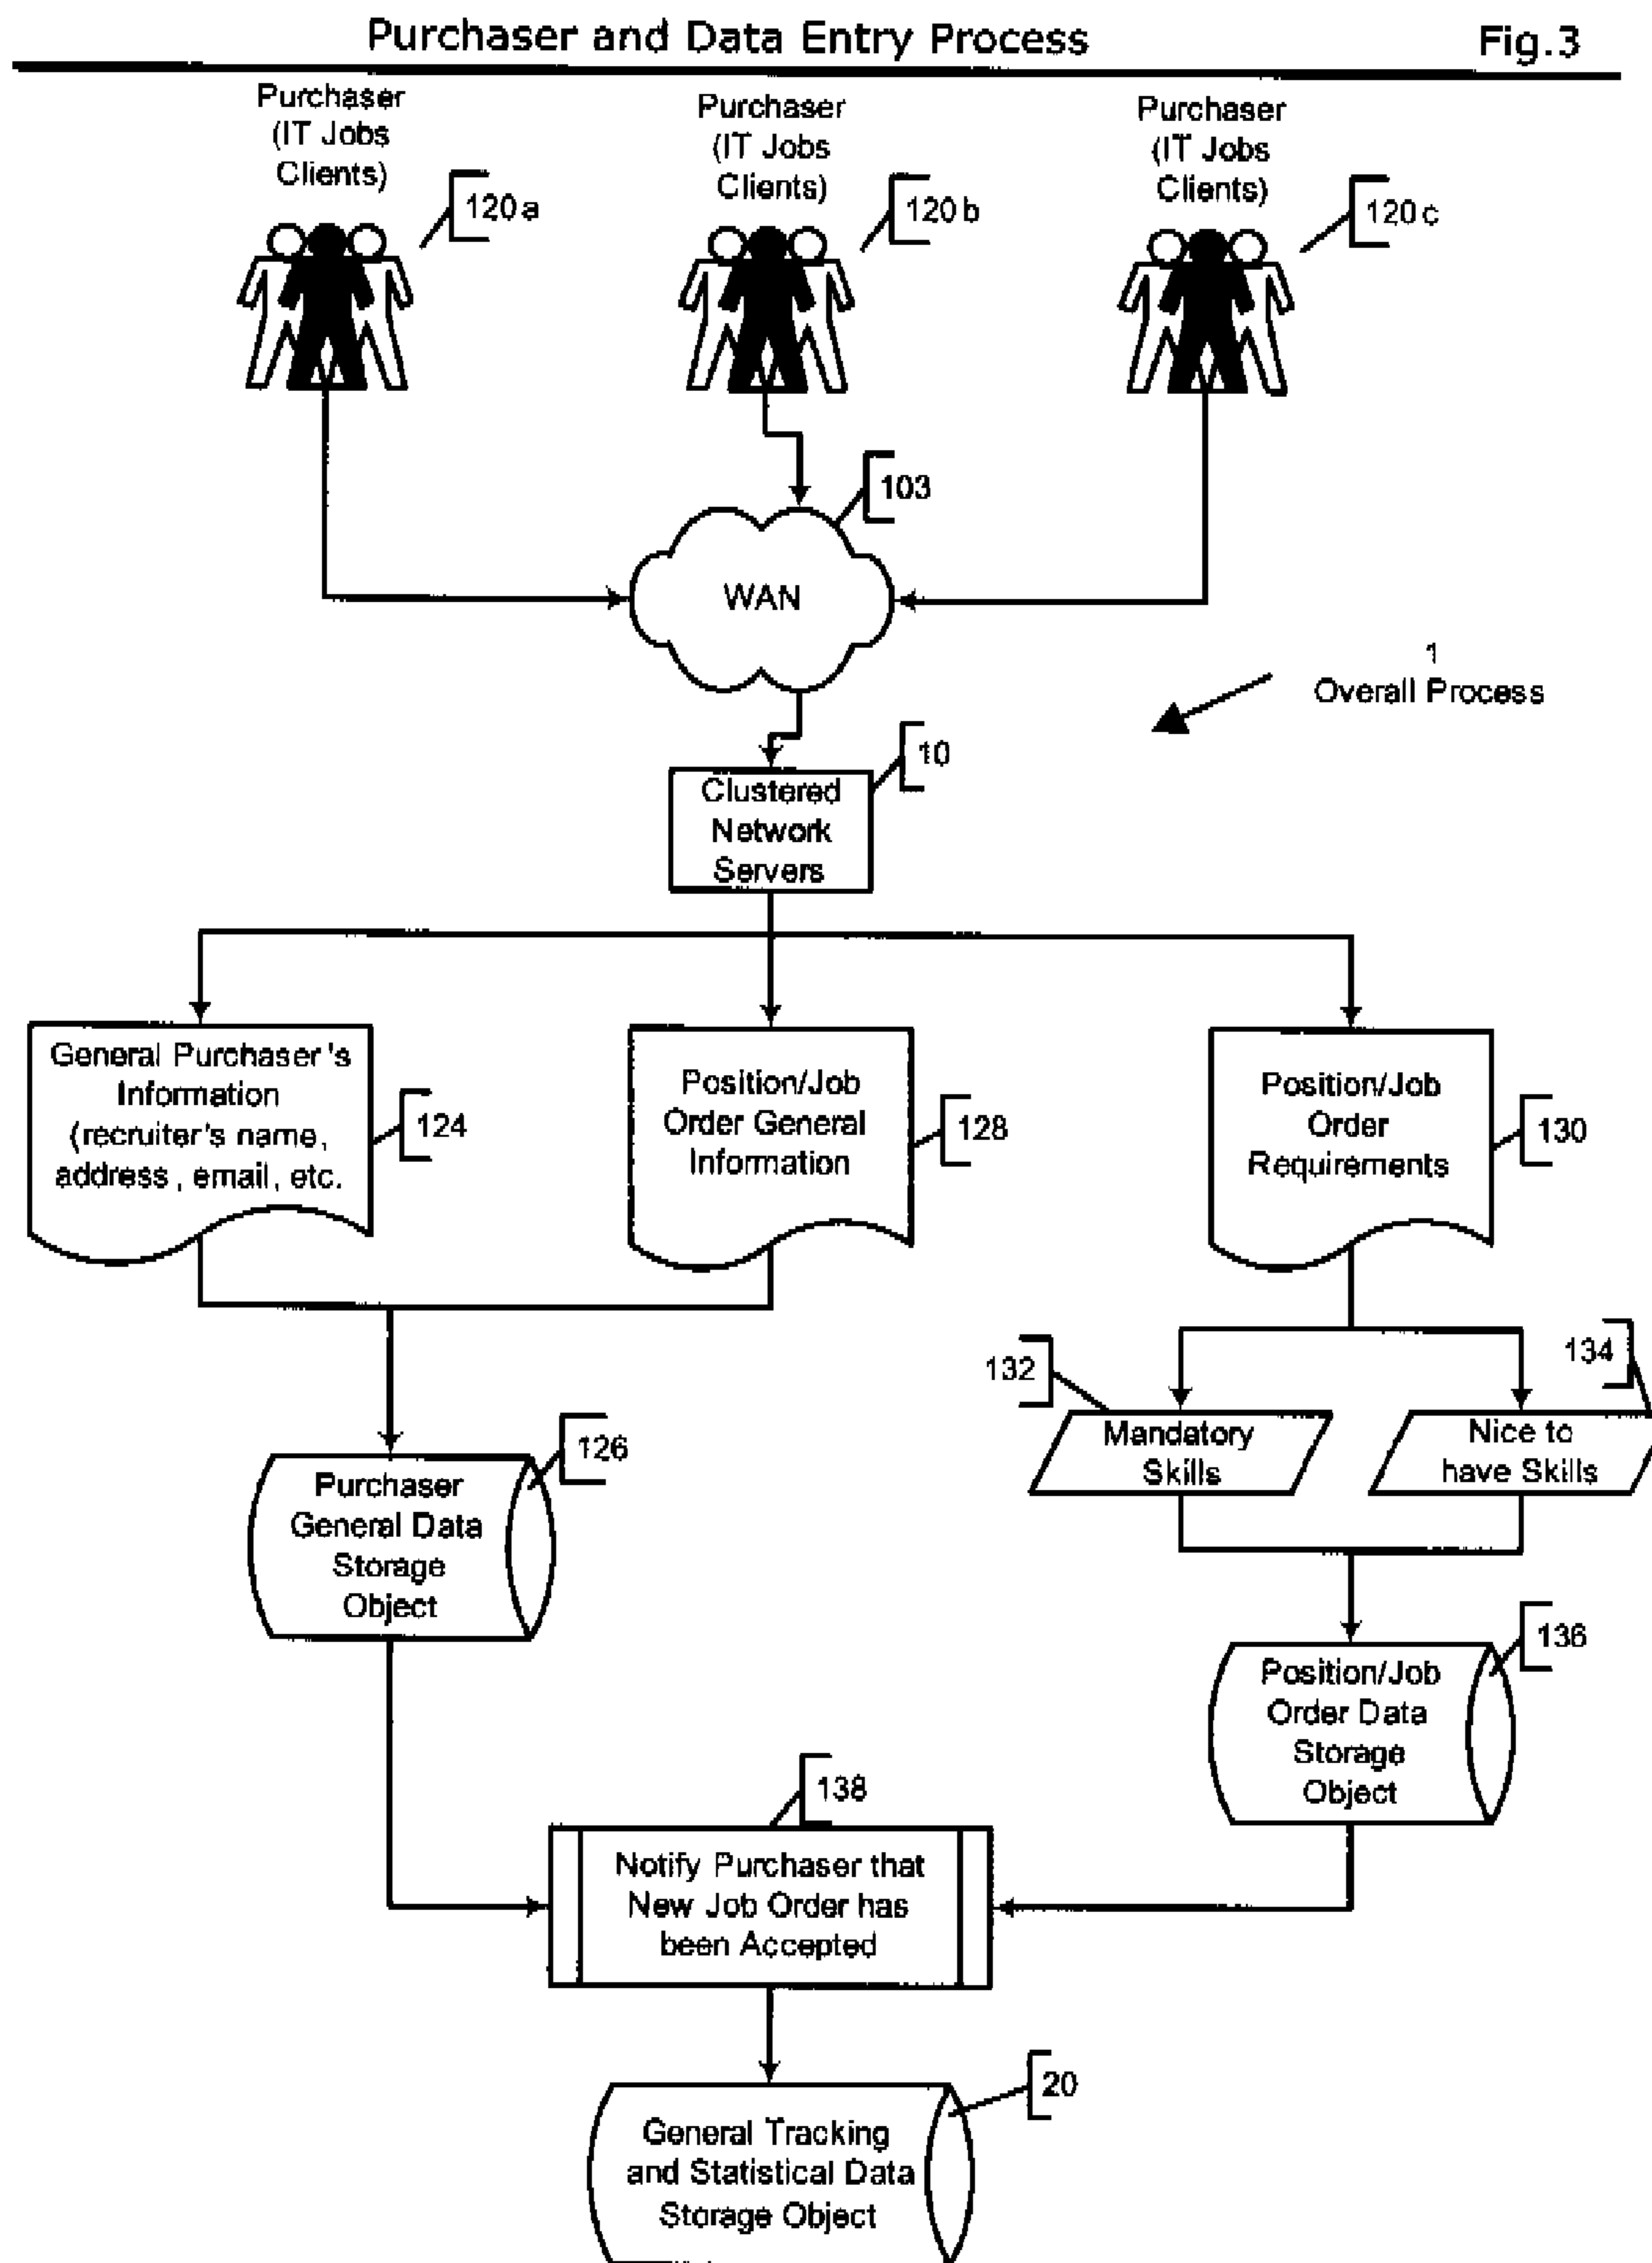 Purchaser and Data Entry Process
Fig.3
Purchaser
(IT Jobs
Clients)
120a
Purchaser
(IT Jobs
Clients)
120b
Purchaser
(IT Jobs
Clients)
120c
103
WAN
1
Overall Process
10
Clustered
Network
Servers
General Purchaser's
Information
(recruiter's name,
address, email, etc.
124
Position/Job
Order General
Information
128
Position/Job
Order
Requirements
130
132
134
Mandatory
Skills
Nice to
have Skills
126
Purchaser
General Data
Storage
Object
136
Position/Job
Order Data
Storage
Object
138
Notify Purchaser that
New Job Order has
been Accepted
20
General Tracking
and Statistical Data
Storage Object